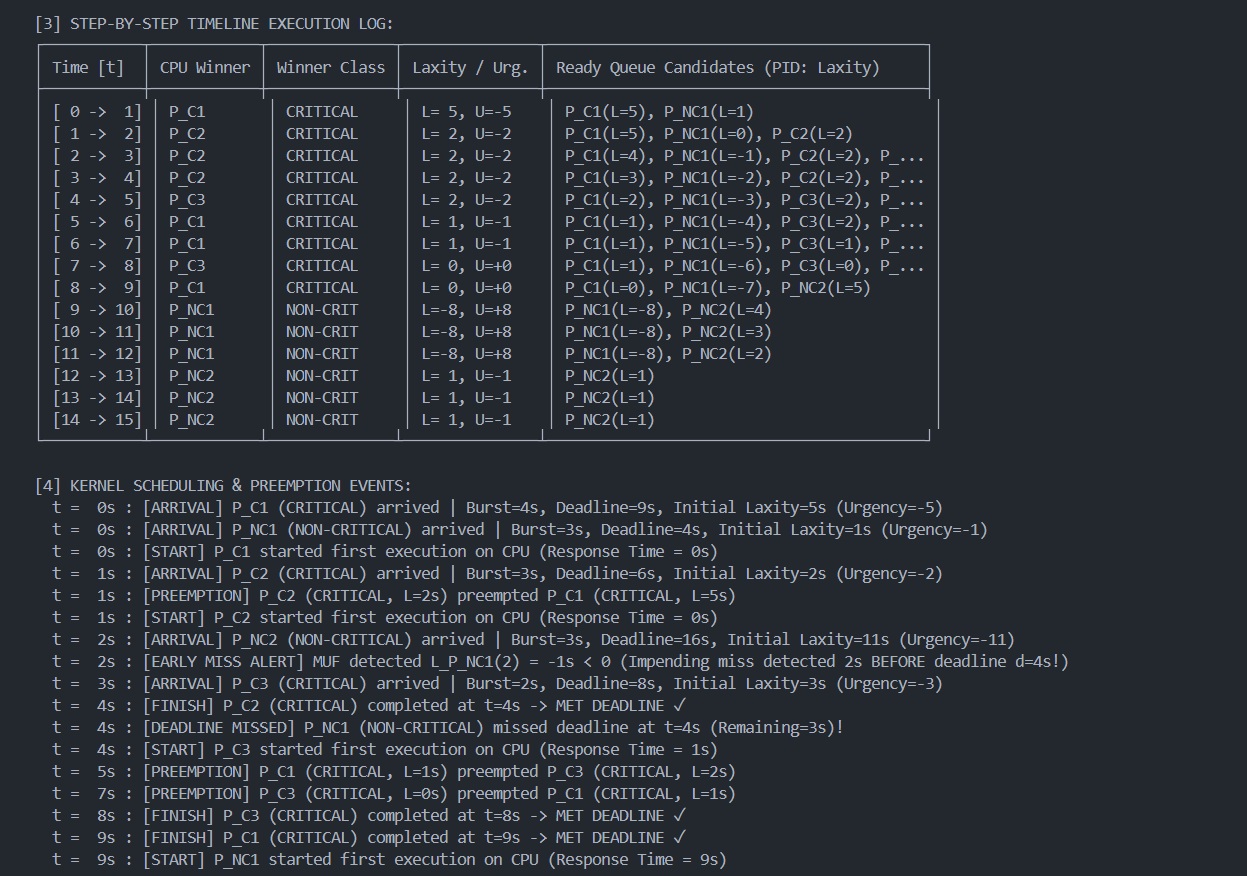 [3] STEP-BY-STEP TIMELINE EXECUTION LOG:
Time [t] | CPU Winner | Winner Class | Laxity / Urg. | Ready Queue Candidates (PID: Laxity)
[ 0 ->  1] | P_C1 | CRITICAL | L= 5, U=-5 | P_C1(L=5), P_NC1(L=1)
[ 1 ->  2] | P_C2 | CRITICAL | L= 2, U=-2 | P_C1(L=5), P_NC1(L=0), P_C2(L=2)
[ 2 ->  3] | P_C2 | CRITICAL | L= 2, U=-2 | P_C1(L=4), P_NC1(L=-1), P_C2(L=2), P_...
[ 3 ->  4] | P_C2 | CRITICAL | L= 2, U=-2 | P_C1(L=3), P_NC1(L=-2), P_C2(L=2), P_...
[ 4 ->  5] | P_C3 | CRITICAL | L= 2, U=-2 | P_C1(L=2), P_NC1(L=-3), P_C3(L=2), P_...
[ 5 ->  6] | P_C1 | CRITICAL | L= 1, U=-1 | P_C1(L=1), P_NC1(L=-4), P_C3(L=2), P_...
[ 6 ->  7] | P_C1 | CRITICAL | L= 1, U=-1 | P_C1(L=1), P_NC1(L=-5), P_C3(L=1), P_...
[ 7 ->  8] | P_C3 | CRITICAL | L= 0, U=+0 | P_C1(L=1), P_NC1(L=-6), P_C3(L=0), P_...
[ 8 ->  9] | P_C1 | CRITICAL | L= 0, U=+0 | P_C1(L=0), P_NC1(L=-7), P_NC2(L=5)
[ 9 -> 10] | P_NC1 | NON-CRIT | L=-8, U=+8 | P_NC1(L=-8), P_NC2(L=4)
[10 -> 11] | P_NC1 | NON-CRIT | L=-8, U=+8 | P_NC1(L=-8), P_NC2(L=3)
[11 -> 12] | P_NC1 | NON-CRIT | L=-8, U=+8 | P_NC1(L=-8), P_NC2(L=2)
[12 -> 13] | P_NC2 | NON-CRIT | L= 1, U=-1 | P_NC2(L=1)
[13 -> 14] | P_NC2 | NON-CRIT | L= 1, U=-1 | P_NC2(L=1)
[14 -> 15] | P_NC2 | NON-CRIT | L= 1, U=-1 | P_NC2(L=1)
[4] KERNEL SCHEDULING & PREEMPTION EVENTS:
t =  0s : [ARRIVAL] P_C1 (CRITICAL) arrived | Burst=4s, Deadline=9s, Initial Laxity=5s (Urgency=-5)
t =  0s : [ARRIVAL] P_NC1 (NON-CRITICAL) arrived | Burst=3s, Deadline=4s, Initial Laxity=1s (Urgency=-1)
t =  0s : [START] P_C1 started first execution on CPU (Response Time = 0s)
t =  1s : [ARRIVAL] P_C2 (CRITICAL) arrived | Burst=3s, Deadline=6s, Initial Laxity=2s (Urgency=-2)
t =  1s : [PREEMPTION] P_C2 (CRITICAL, L=2s) preempted P_C1 (CRITICAL, L=5s)
t =  1s : [START] P_C2 started first execution on CPU (Response Time = 0s)
t =  2s : [ARRIVAL] P_NC2 (NON-CRITICAL) arrived | Burst=3s, Deadline=16s, Initial Laxity=11s (Urgency=-11)
t =  2s : [EARLY MISS ALERT] MUF detected L_P_NC1(2) = -1s < 0 (Impending miss detected 2s BEFORE deadline d=4s!)
t =  3s : [ARRIVAL] P_C3 (CRITICAL) arrived | Burst=2s, Deadline=8s, Initial Laxity=3s (Urgency=-3)
t =  4s : [FINISH] P_C2 (CRITICAL) completed at t=4s -> MET DEADLINE ✓
t =  4s : [DEADLINE MISSED] P_NC1 (NON-CRITICAL) missed deadline at t=4s (Remaining=3s)!
t =  4s : [START] P_C3 started first execution on CPU (Response Time = 1s)
t =  5s : [PREEMPTION] P_C1 (CRITICAL, L=1s) preempted P_C3 (CRITICAL, L=2s)
t =  7s : [PREEMPTION] P_C3 (CRITICAL, L=0s) preempted P_C1 (CRITICAL, L=1s)
t =  8s : [FINISH] P_C3 (CRITICAL) completed at t=8s -> MET DEADLINE ✓
t =  9s : [FINISH] P_C1 (CRITICAL) completed at t=9s -> MET DEADLINE ✓
t =  9s : [START] P_NC1 started first execution on CPU (Response Time = 9s)